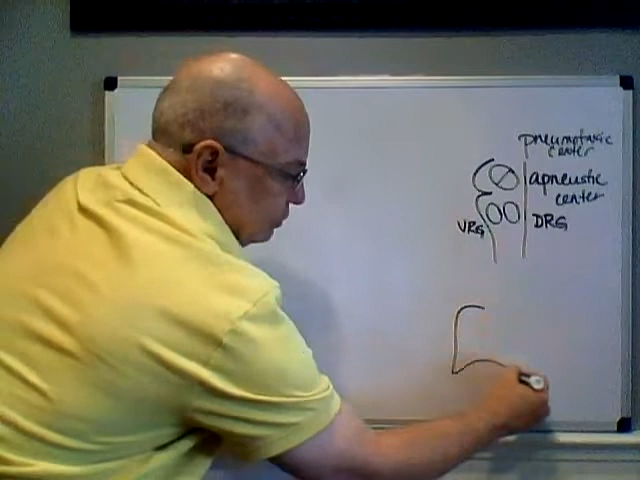 pneumotaxic
center
apneustic
center
VRG
DRG